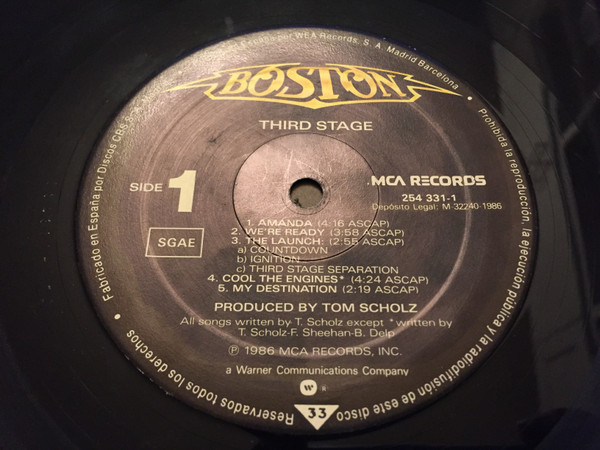 Fabricado en España por Discos CBS S.A.
por WEA Records, S. A. Madrid Barcelona
Prohibida la reproducción, la ejecución pública y la radiodifusión de este disco
Reservados todos los derechos
BOSTON
THIRD STAGE
SIDE 1
MCA RECORDS
254 331-1
Depósito Legal: M-32240-1986
SGAE
1. AMANDA (4:16 ASCAP)
2. WE'RE READY (3:58 ASCAP)
3. THE LAUNCH: (2:55 ASCAP)
a) COUNTDOWN
b) IGNITION
c) THIRD STAGE SEPARATION
4. COOL THE ENGINES* (4:24 ASCAP)
5. MY DESTINATION (2:19 ASCAP)
PRODUCED BY TOM SCHOLZ
All songs written by T. Scholz except *written by
T. Scholz-F. Sheehan-B. Delp
℗ 1986 MCA RECORDS, INC.
a Warner Communications Company
33